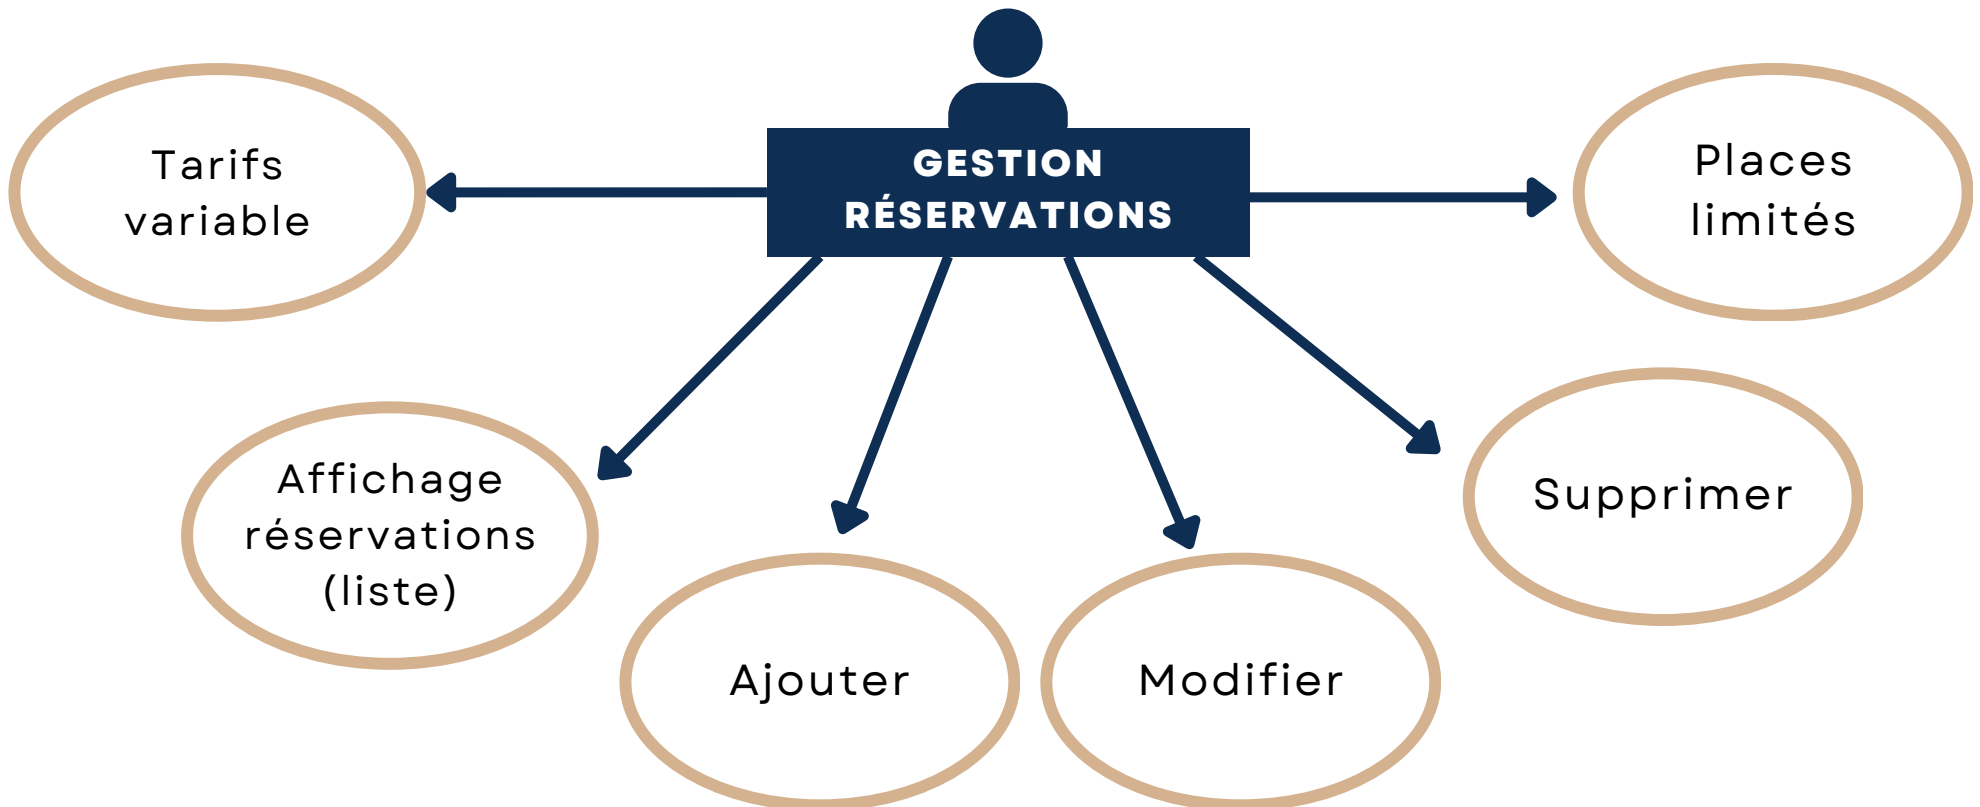 GESTION
RÉSERVATIONS
Tarifs
variable
Places
limités
Affichage
réservations
(liste)
Supprimer
Ajouter
Modifier